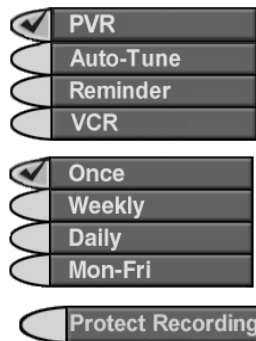 PVR
Auto-Tune
Reminder
VCR
Once
Weekly
Daily
Mon-Fri
Protect Recording